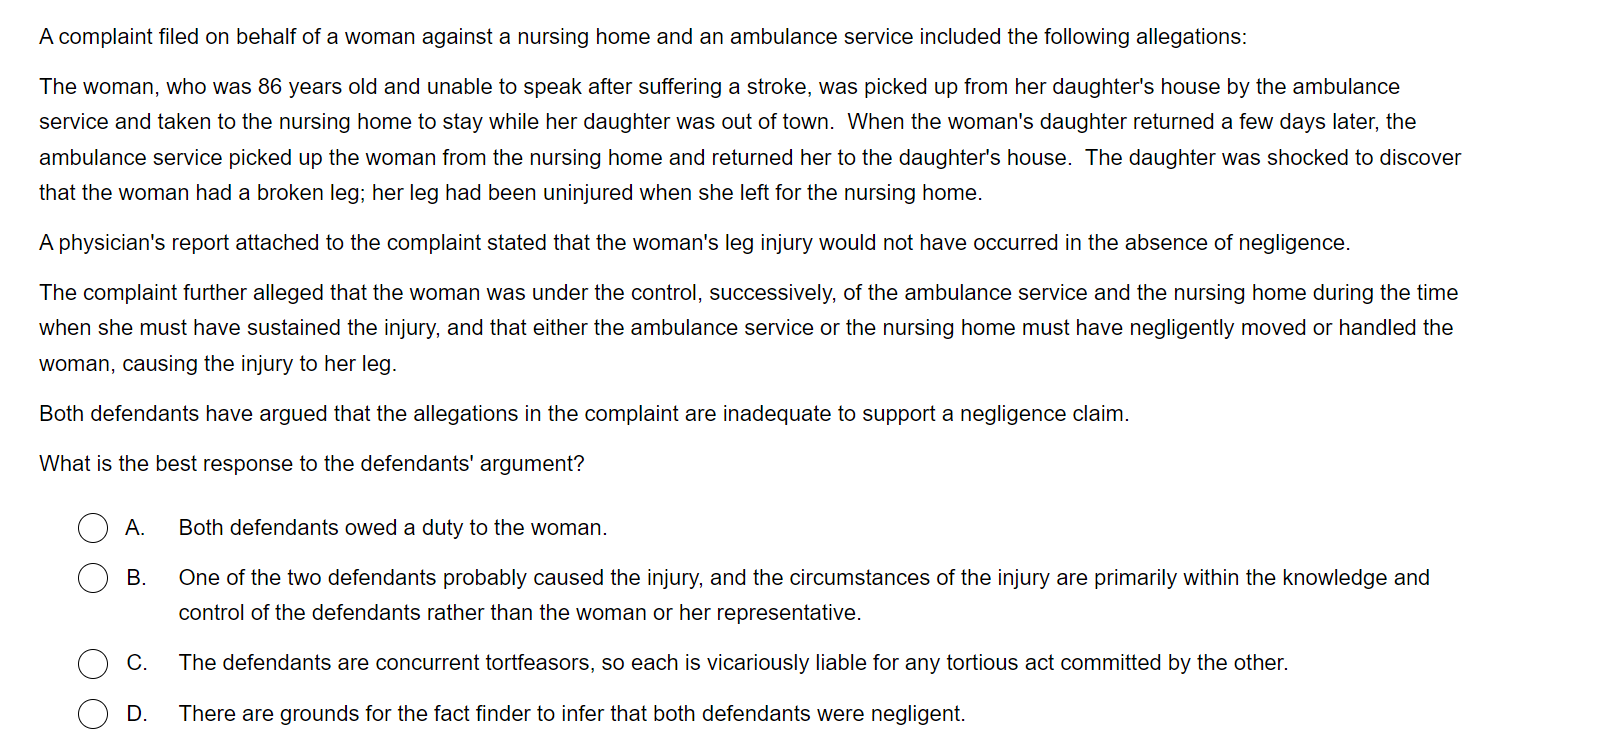 A complaint filed on behalf of a woman against a nursing home and an ambulance service included the following allegations:
The woman, who was 86 years old and unable to speak after suffering a stroke, was picked up from her daughter's house by the ambulance
service and taken to the nursing home to stay while her daughter was out of town.  When the woman's daughter returned a few days later, the
ambulance service picked up the woman from the nursing home and returned her to the daughter's house.  The daughter was shocked to discover
that the woman had a broken leg; her leg had been uninjured when she left for the nursing home.
A physician's report attached to the complaint stated that the woman's leg injury would not have occurred in the absence of negligence.
The complaint further alleged that the woman was under the control, successively, of the ambulance service and the nursing home during the time
when she must have sustained the injury, and that either the ambulance service or the nursing home must have negligently moved or handled the
woman, causing the injury to her leg.
Both defendants have argued that the allegations in the complaint are inadequate to support a negligence claim.
What is the best response to the defendants' argument?
A. Both defendants owed a duty to the woman.
B. One of the two defendants probably caused the injury, and the circumstances of the injury are primarily within the knowledge and
control of the defendants rather than the woman or her representative.
C. The defendants are concurrent tortfeasors, so each is vicariously liable for any tortious act committed by the other.
D. There are grounds for the fact finder to infer that both defendants were negligent.